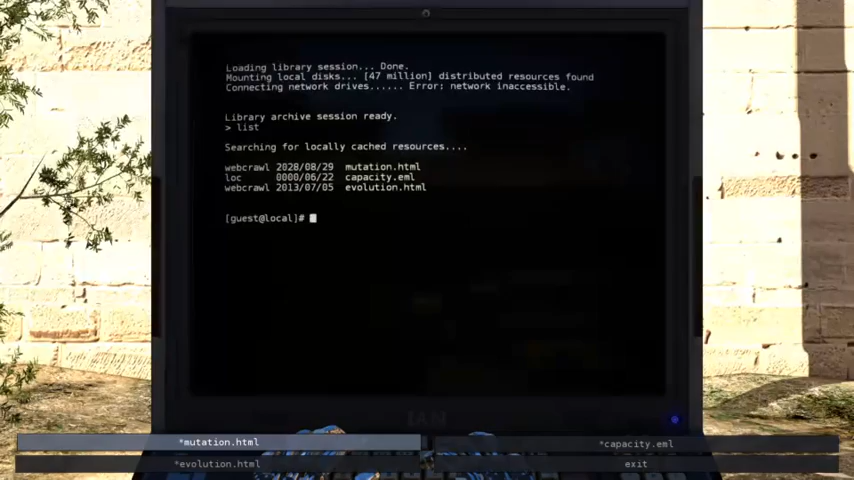 Loading library session... Done.
Mounting local disks... [47 million] distributed resources found
Connecting network drives...... Error: network inaccessible.
Library archive session ready.
> list
Searching for locally cached resources....
webcrawl 2028/08/29 mutation.html
loc 0000/06/22 capacity.eml
webcrawl 2013/07/05 evolution.html
[guest@local]#
IAN
*mutation.html
*capacity.eml
*evolution.html
exit